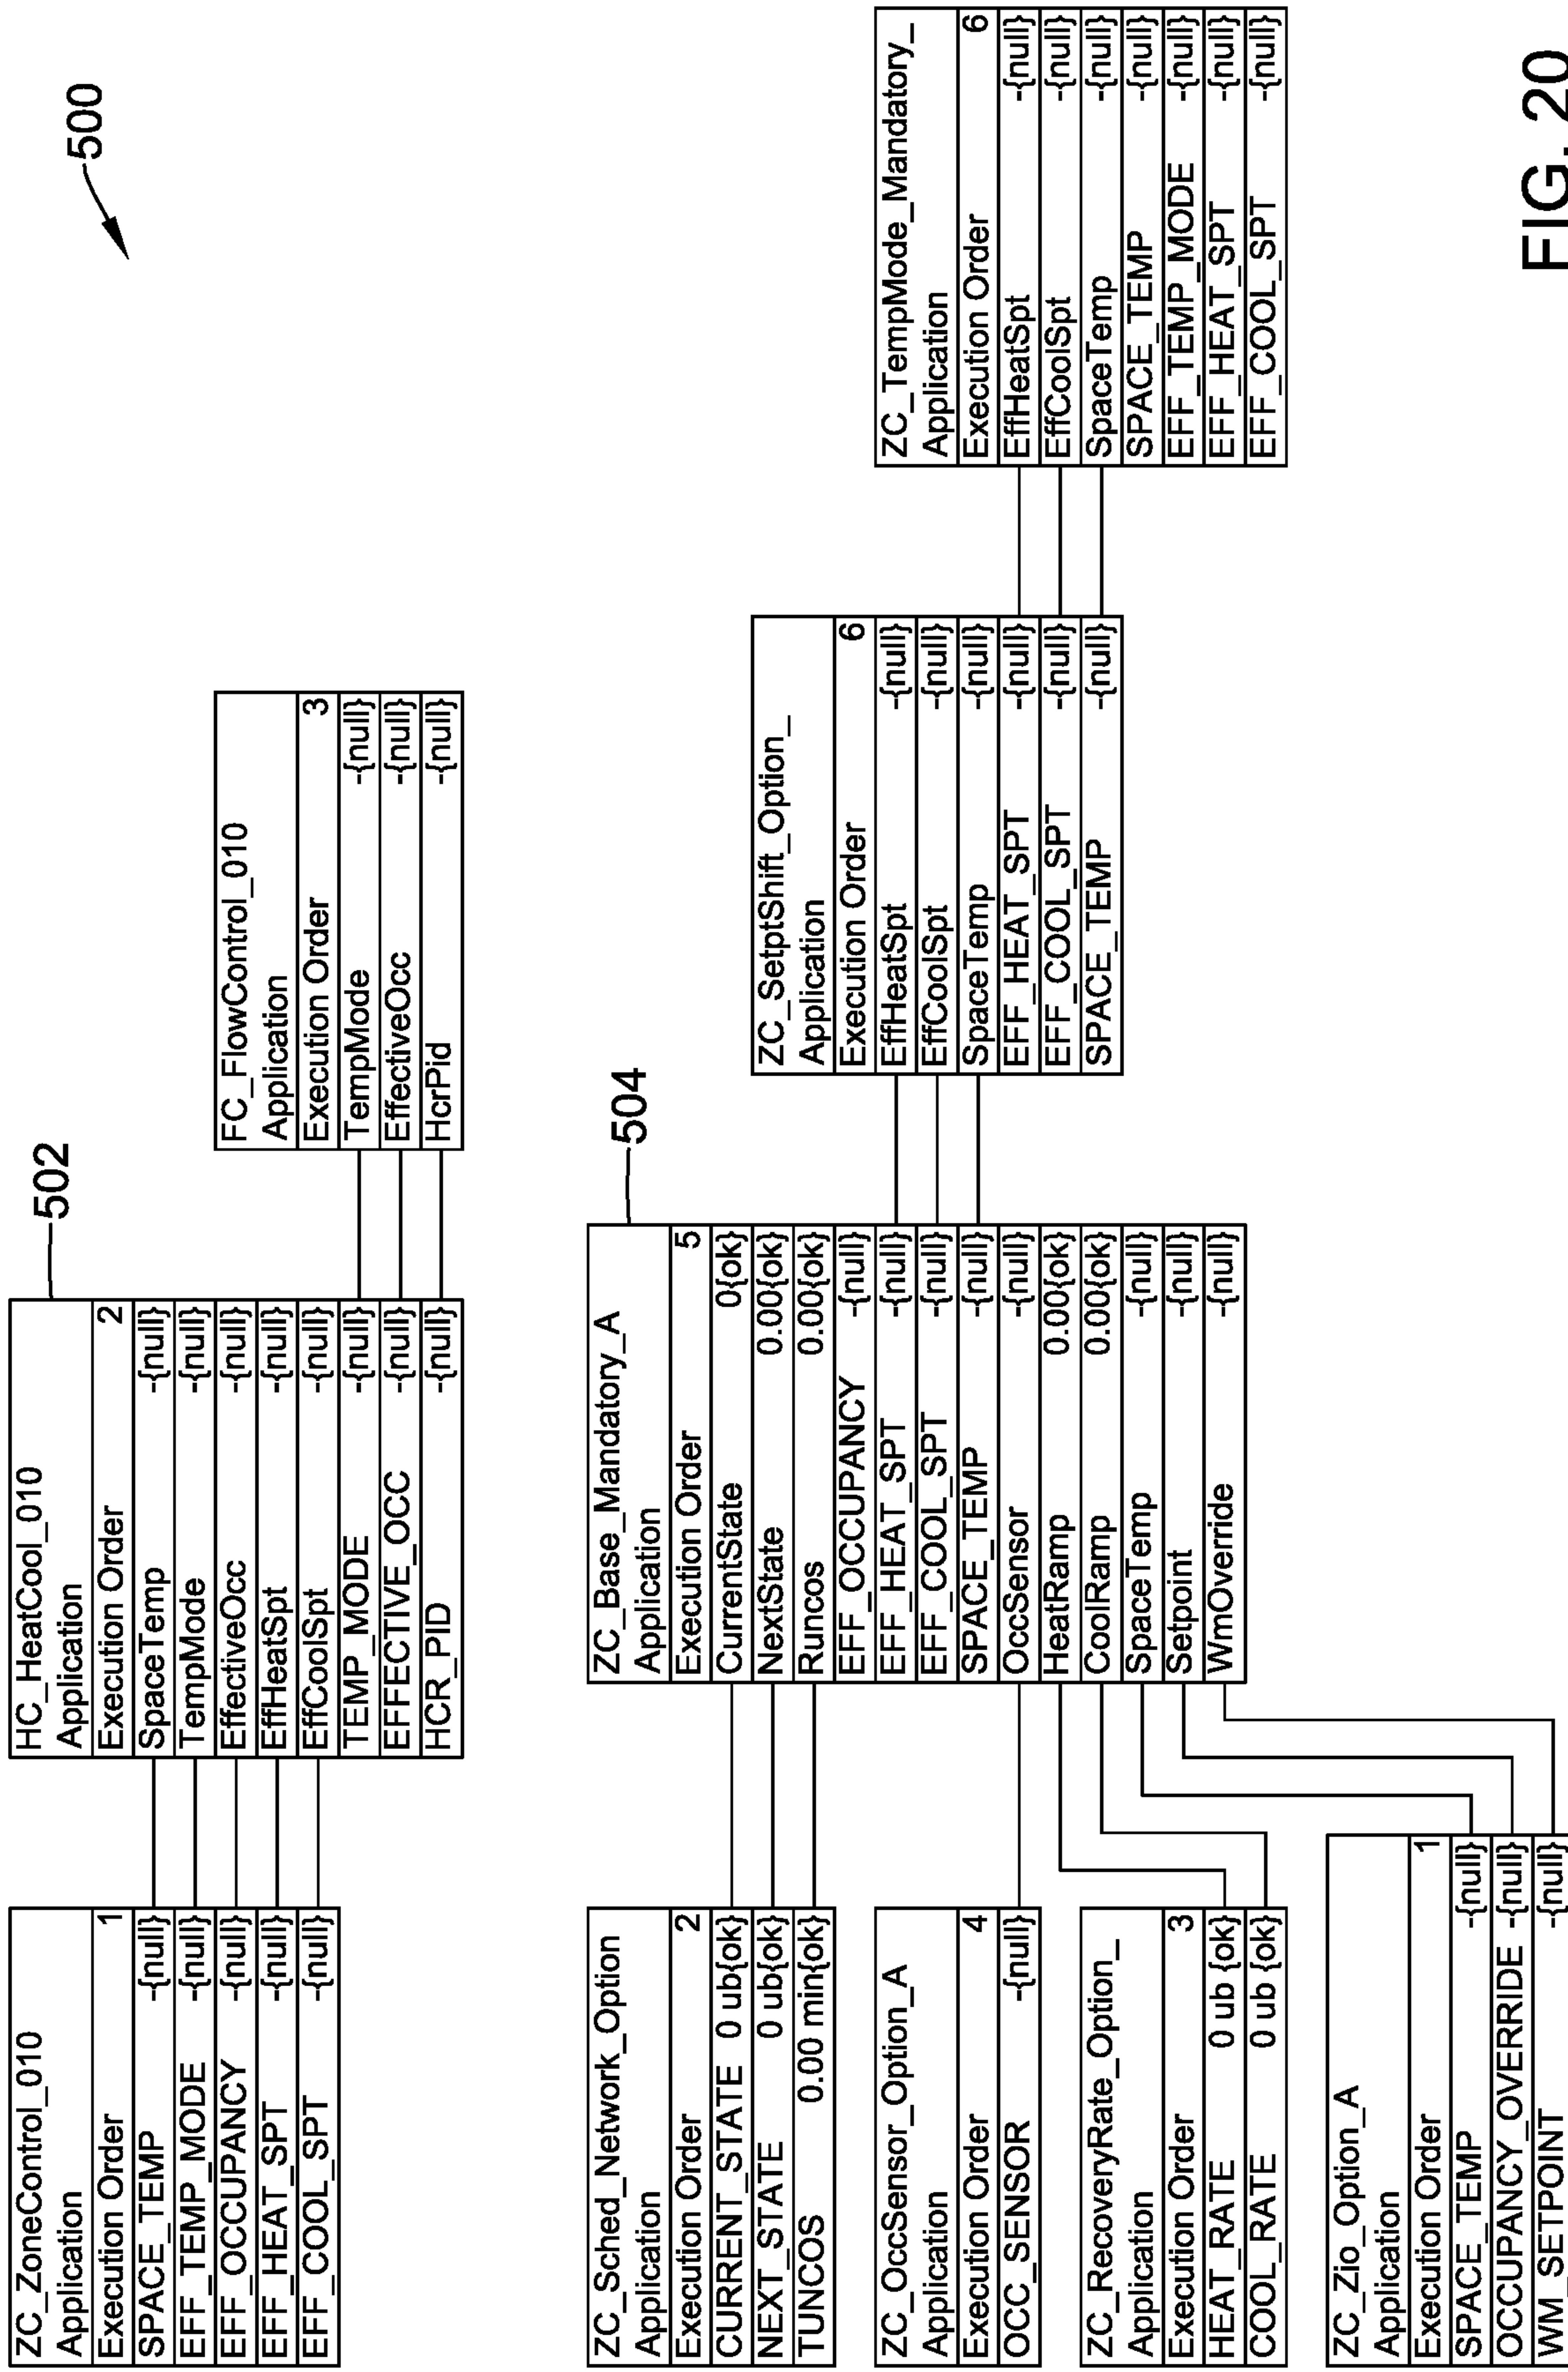 500
ZC_ZoneControl_010
Application
Execution Order 1
SPACE_TEMP -{null}
EFF_TEMP_MODE -{null}
EFF_OCCUPANCY -{null}
EFF_HEAT_SPT -{null}
EFF_COOL_SPT -{null}
502
HC_HeatCool_010
Application
Execution Order 2
SpaceTemp -{null}
TempMode -{null}
EffectiveOcc -{null}
EffHeatSpt -{null}
EffCoolSpt -{null}
TEMP_MODE -{null}
EFFECTIVE_OCC -{null}
HCR_PID -{null}
FC_FlowControl_010
Application
Execution Order 3
TempMode -{null}
EffectiveOcc -{null}
HcrPid -{null}
ZC_Sched_Network_Option
Application
Execution Order 2
CURRENT_STATE 0 ub{ok}
NEXT_STATE 0 ub{ok}
TUNCOS 0.00 min{ok}
ZC_OccSensor_Option_A
Application
Execution Order 4
OCC_SENSOR -{null}
ZC_RecoveryRate_Option_
Application
Execution Order 3
HEAT_RATE 0 ub {ok}
COOL_RATE 0 ub {ok}
ZC_Zio_Option_A
Application
Execution Order 1
SPACE_TEMP -{null}
OCCUPANCY_OVERRIDE -{null}
WM_SETPOINT -{null}
504
ZC_Base_Mandatory_A
Application
Execution Order 5
CurrentState 0{ok}
NextState 0.00{ok}
Runcos 0.00{ok}
EFF_OCCUPANCY -{null}
EFF_HEAT_SPT -{null}
EFF_COOL_SPT -{null}
SPACE_TEMP -{null}
OccSensor -{null}
HeatRamp 0.00{ok}
CoolRamp 0.00{ok}
SpaceTemp -{null}
Setpoint -{null}
WmOverride -{null}
ZC_SetptShift_Option_
Application
Execution Order 6
EffHeatSpt -{null}
EffCoolSpt -{null}
SpaceTemp -{null}
EFF_HEAT_SPT -{null}
EFF_COOL_SPT -{null}
SPACE_TEMP -{null}
ZC_TempMode_Mandatory_
Application
Execution Order 6
EffHeatSpt -{null}
EffCoolSpt -{null}
SpaceTemp -{null}
SPACE_TEMP -{null}
EFF_TEMP_MODE -{null}
EFF_HEAT_SPT -{null}
EFF_COOL_SPT -{null}
FIG. 20